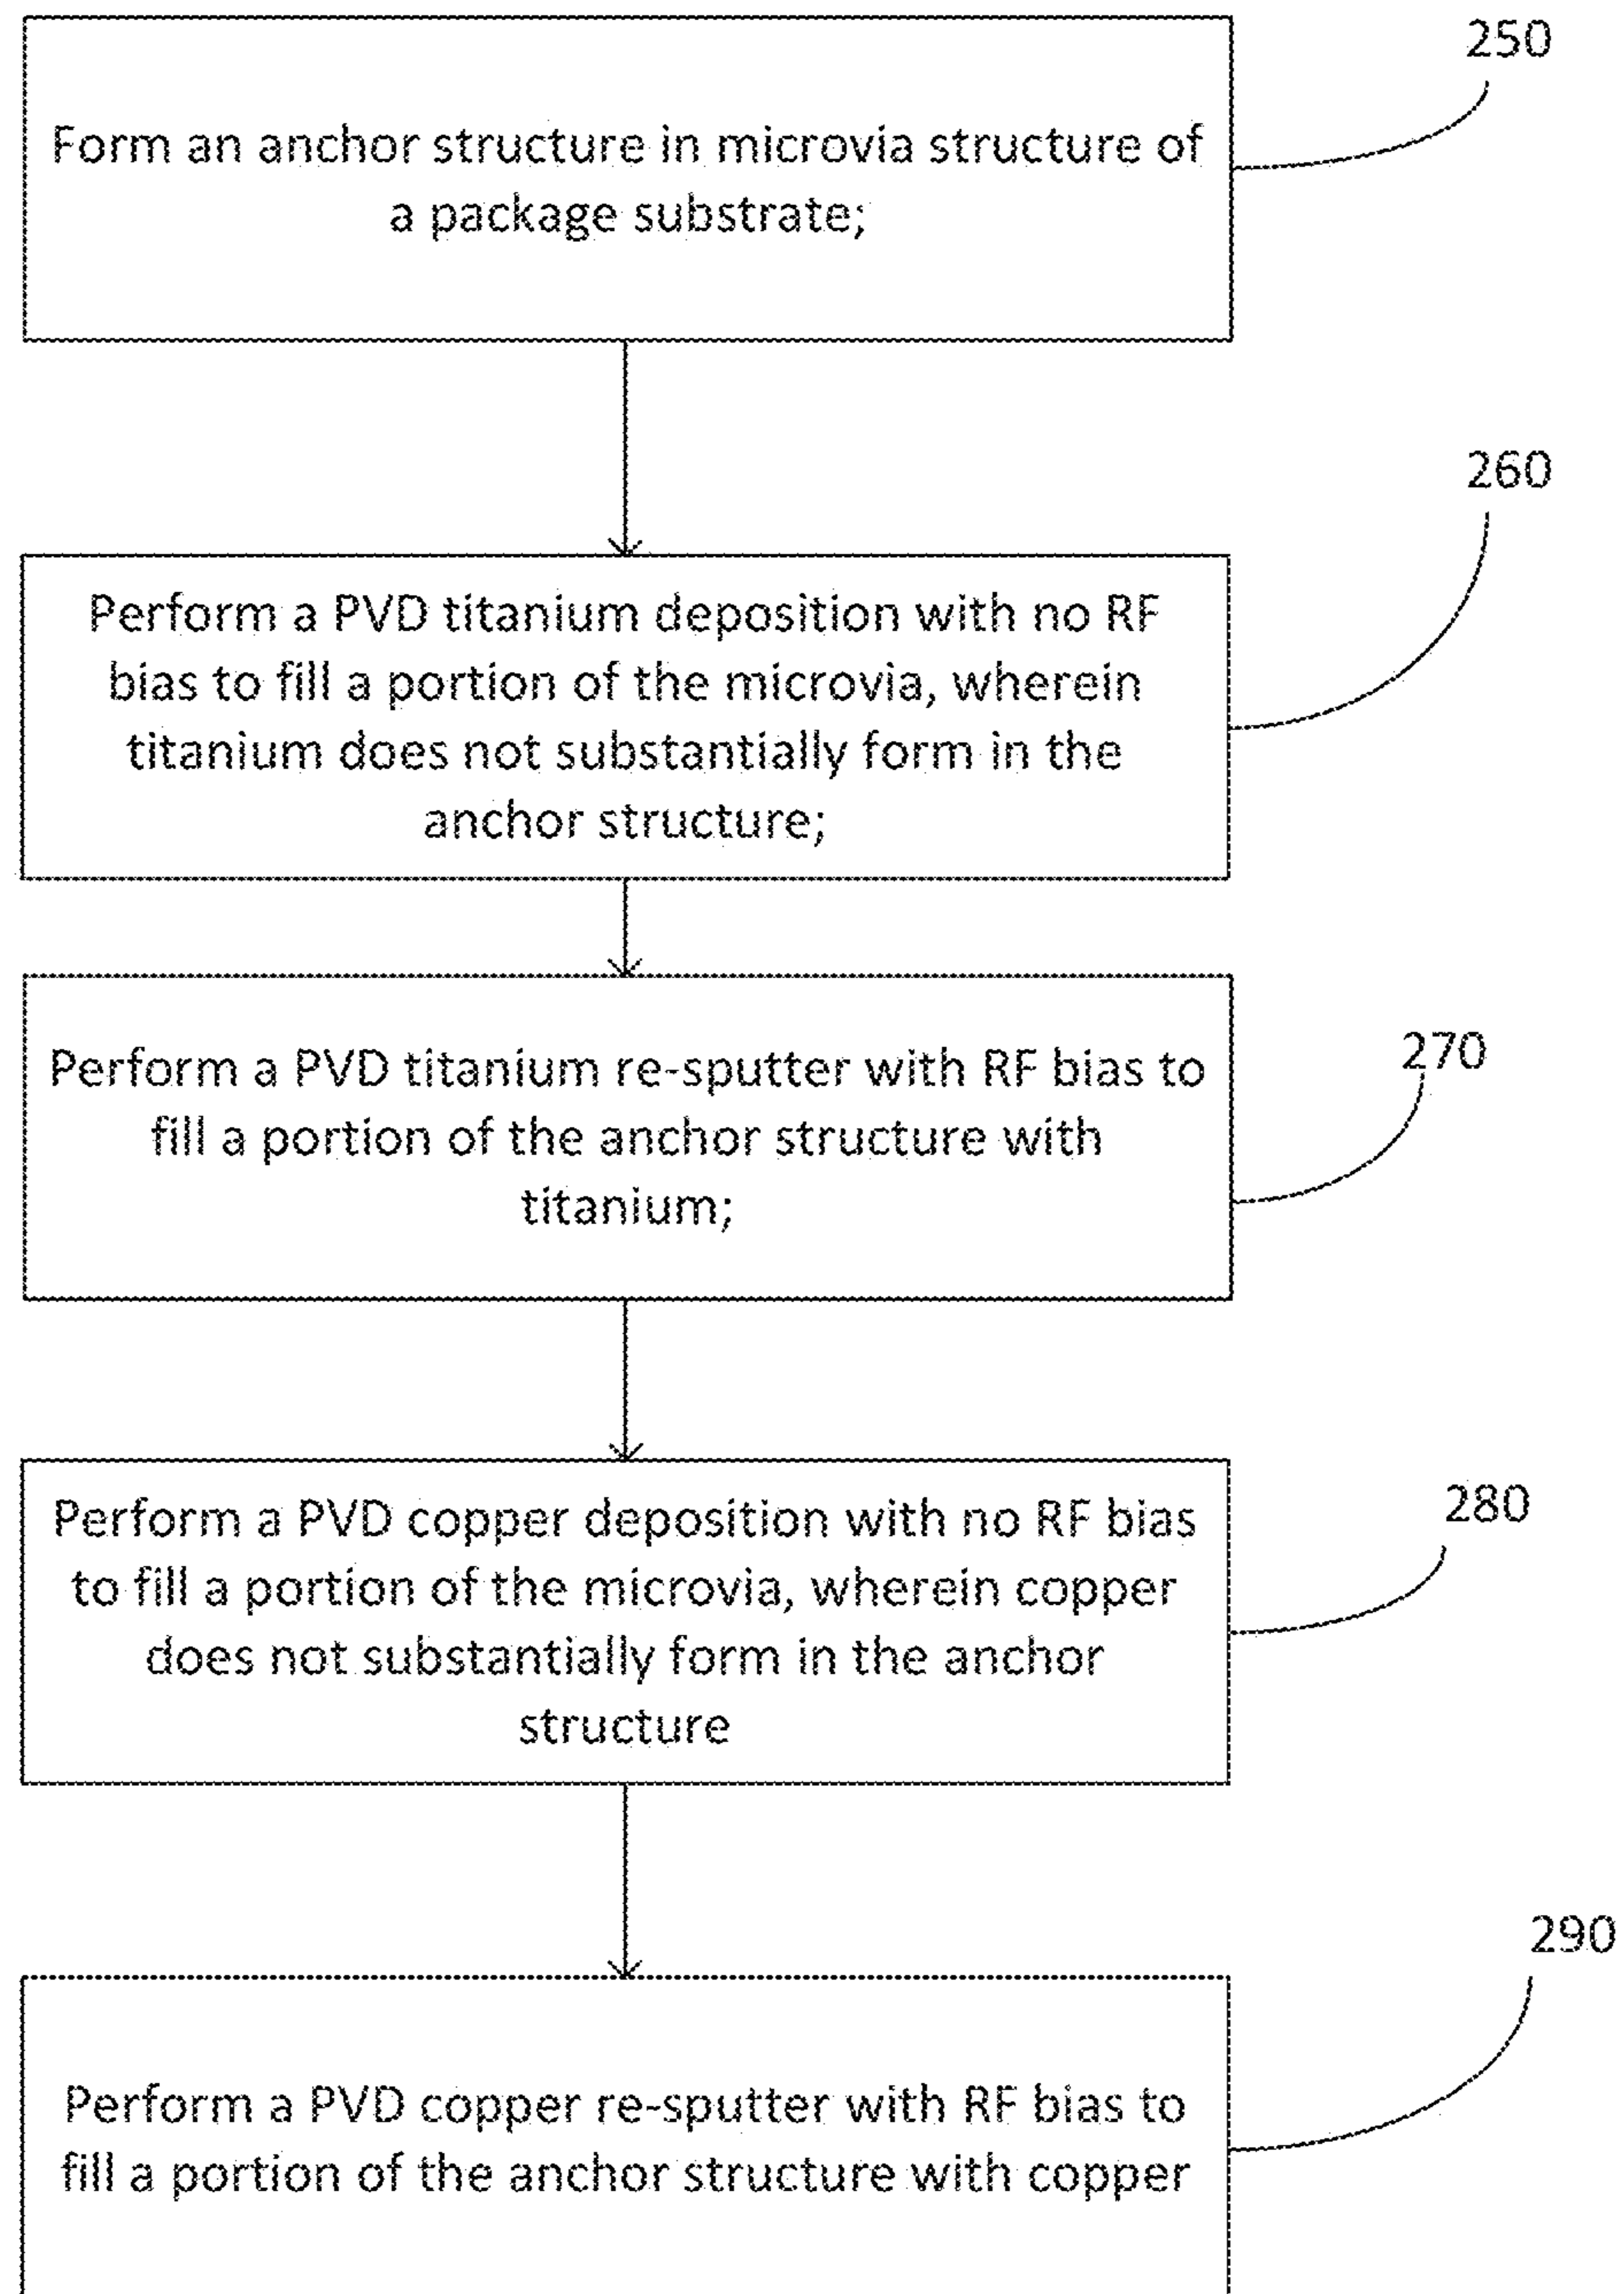 250
Form an anchor structure in microvia structure of
a package substrate;
260
Perform a PVD titanium deposition with no RF
bias to fill a portion of the microvia, wherein
titanium does not substantially form in the
anchor structure;
270
Perform a PVD titanium re-sputter with RF bias to
fill a portion of the anchor structure with
titanium;
280
Perform a PVD copper deposition with no RF bias
to fill a portion of the microvia, wherein copper
does not substantially form in the anchor
structure
290
Perform a PVD copper re-sputter with RF bias to
fill a portion of the anchor structure with copper